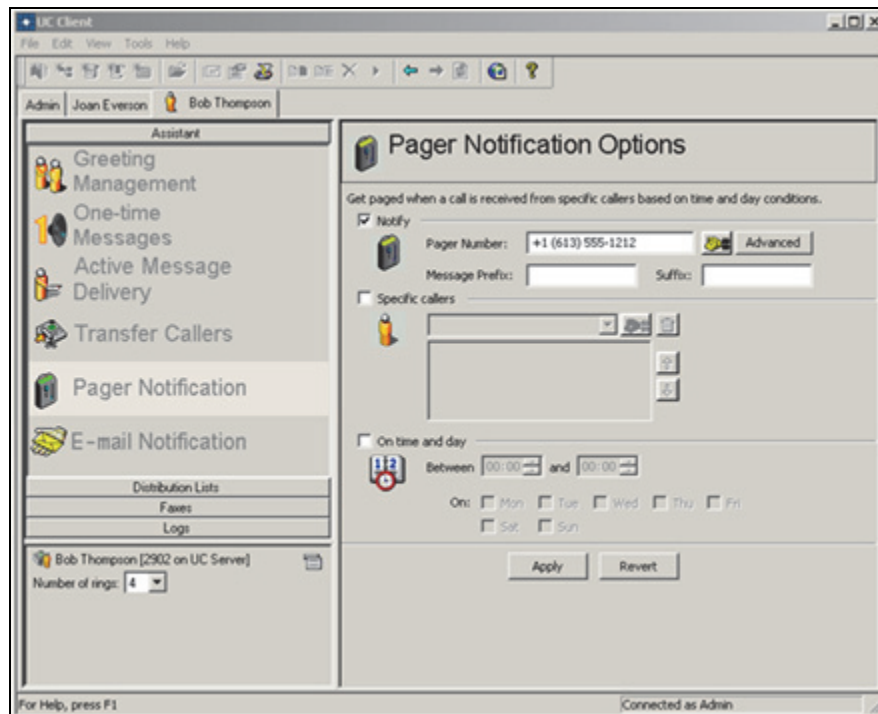 UC Client
File Edit View Tools Help
Admin Joan Everson Bob Thompson
Assistant
Greeting
Management
One-time
Messages
Active Message
Delivery
Transfer Callers
Pager Notification
E-mail Notification
Distribution Lists
Faxes
Logs
Bob Thompson [2902 on UC Server]
Number of rings: 4
Pager Notification Options
Get paged when a call is received from specific callers based on time and day conditions.
Notify
Pager Number: +1 (613) 555-1212 Advanced
Message Prefix: Suffix:
Specific callers
On time and day
Between 00:00 and 00:00
On: Mon Tue Wed Thu Fri
Sat Sun
Apply Revert
For Help, press F1
Connected as Admin